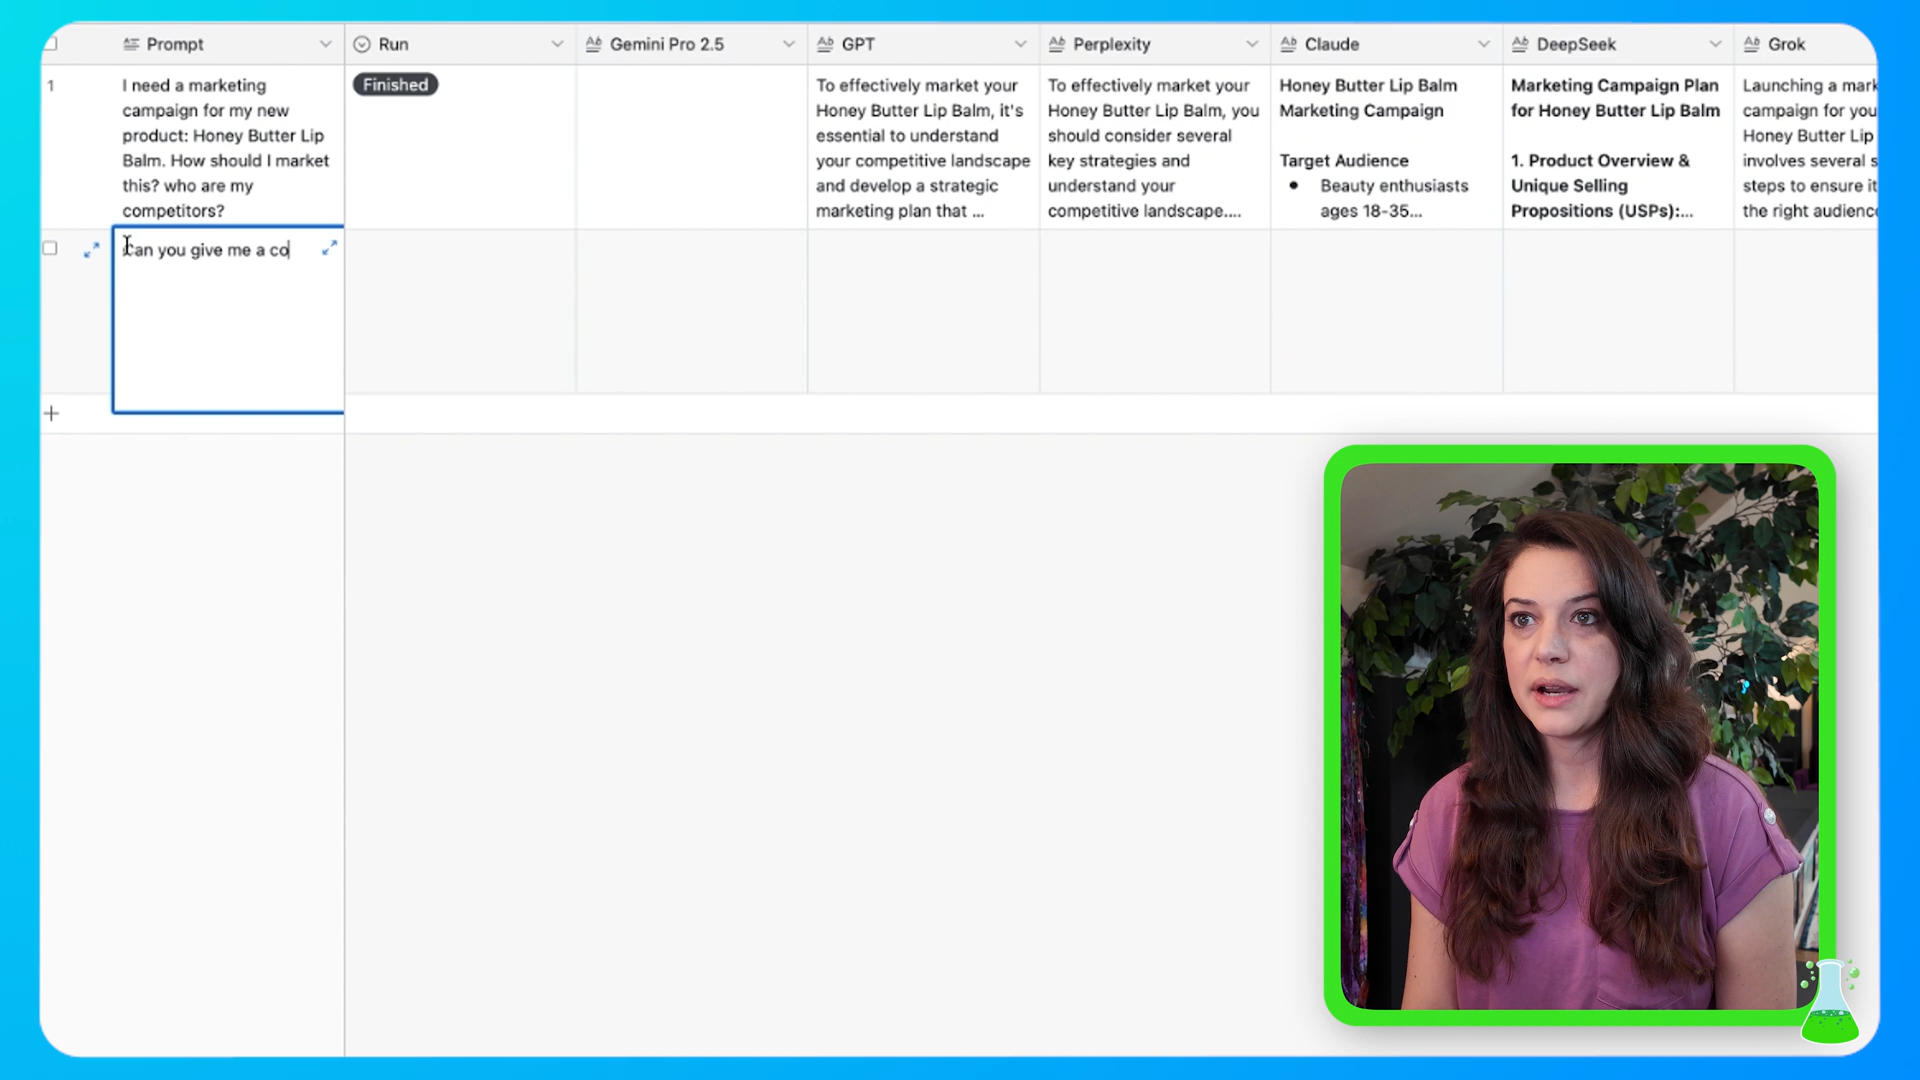 Prompt
Run
Gemini Pro 2.5
GPT
Perplexity
Claude
DeepSeek
Grok
1
I need a marketing
campaign for my new
product: Honey Butter Lip
Balm. How should I market
this? who are my
competitors?
Finished
To effectively market your
Honey Butter Lip Balm, it's
essential to understand
your competitive landscape
and develop a strategic
marketing plan that ...
To effectively market your
Honey Butter Lip Balm, you
should consider several
key strategies and
understand your
competitive landscape....
Honey Butter Lip Balm
Marketing Campaign
Target Audience
• Beauty enthusiasts
ages 18-35...
Marketing Campaign Plan
for Honey Butter Lip Balm
1. Product Overview &
Unique Selling
Propositions (USPs):...
Launching a mark
campaign for you
Honey Butter Lip
involves several s
steps to ensure it
the right audienc
can you give me a co